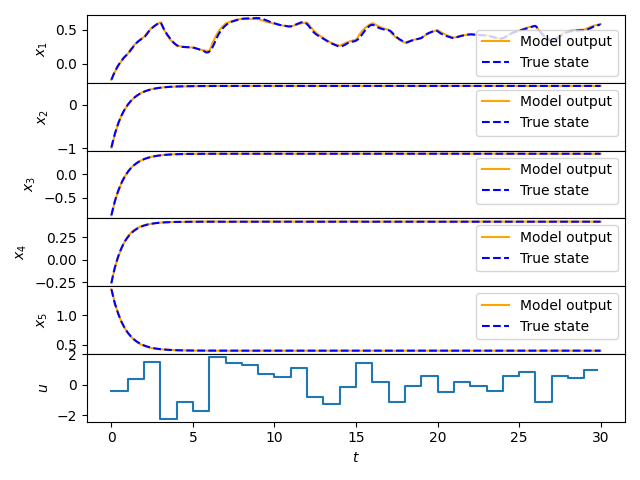 x1
0.5
0.0
Model output
True state
x2
0
−1
Model output
True state
x3
0.0
−0.5
Model output
True state
x4
0.25
0.00
−0.25
Model output
True state
x5
1.0
0.5
Model output
True state
u
2
0
−2
0 5 10 15 20 25 30
t